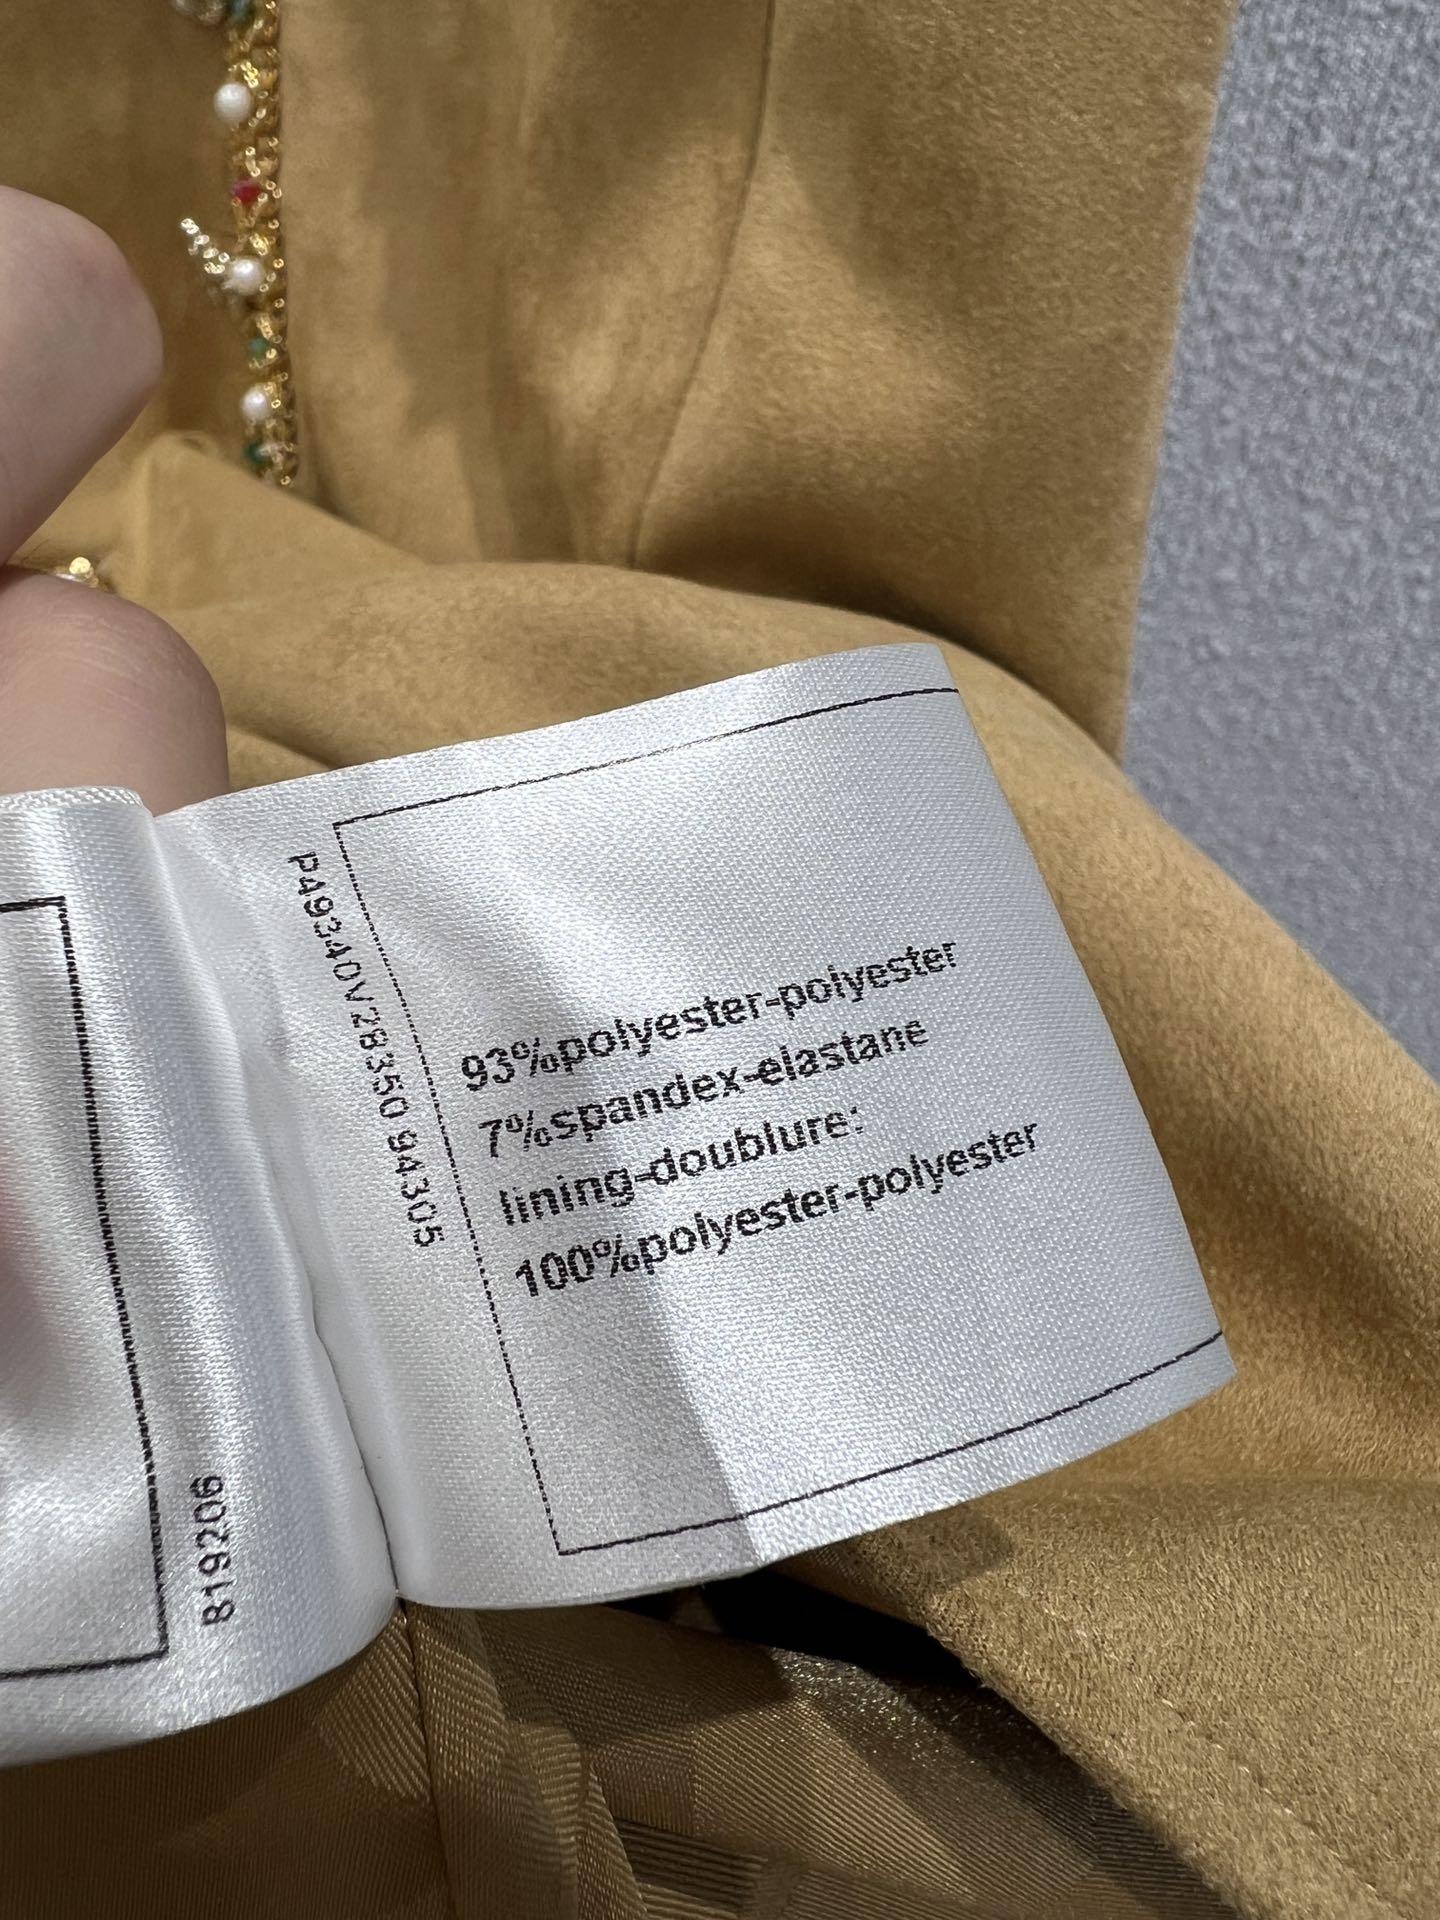 93%polyester-polyester
7%spandex-elastane
lining-doublure:
100%polyester-polyester
P49340V28350 94305
819206